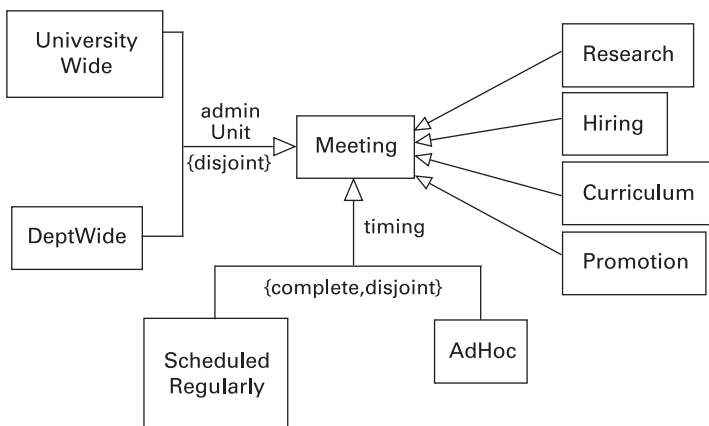 University
Wide
admin
Unit
{disjoint}
DeptWide
Meeting
Research
Hiring
Curriculum
Promotion
timing
{complete,disjoint}
Scheduled
Regularly
AdHoc